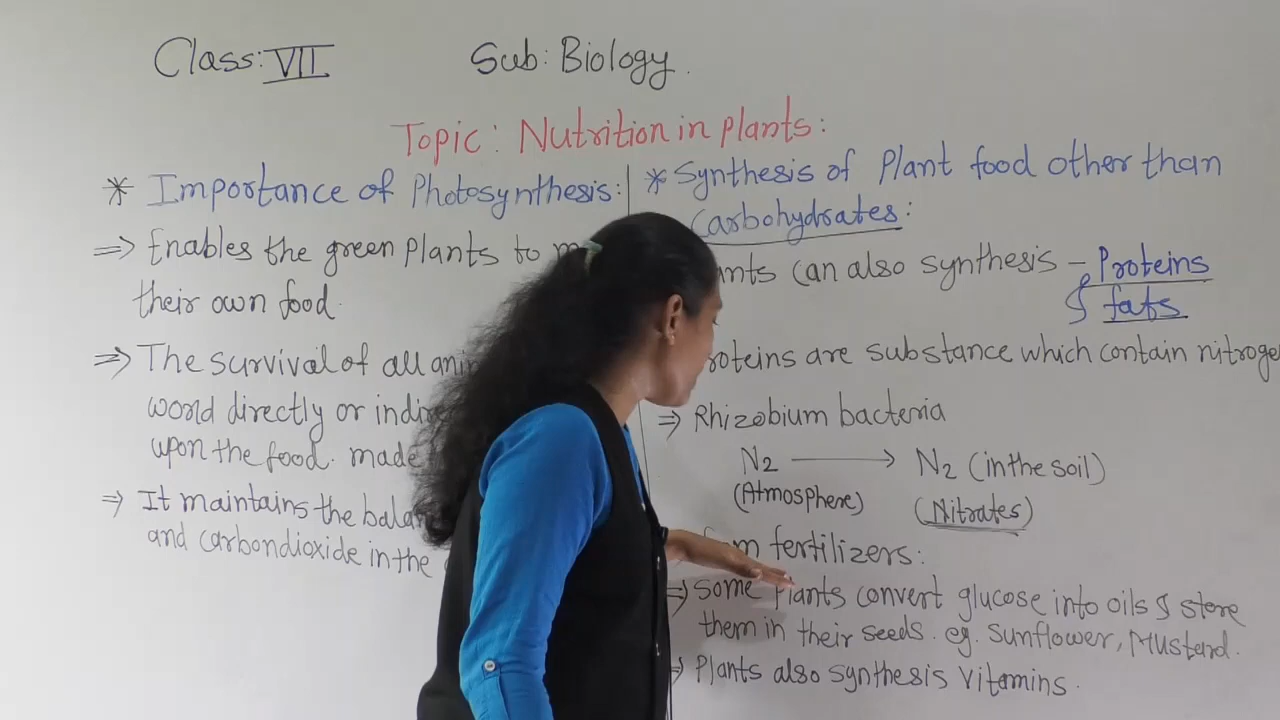 Class: VII Sub: Biology.
Topic: Nutrition in plants:
* Importance of Photosynthesis:
⇒ Enables the green plants to
their own food.
⇒ The survival of all
world directly or
upon the food. made
⇒ It maintains the
and carbondioxide in the
* Synthesis of Plant food other than
Carbohydrates:
can also synthesis - Proteins
& fats
are substance which contain
⇒ Rhizobium bacteria
N2 → N2 (in the soil)
(Atmosphere) (Nitrates)
fertilizers:
⇒ Some Plants convert glucose into oils & store
them in their seeds. eg. Sunflower, Mustard.
⇒ Plants also synthesis Vitamins.